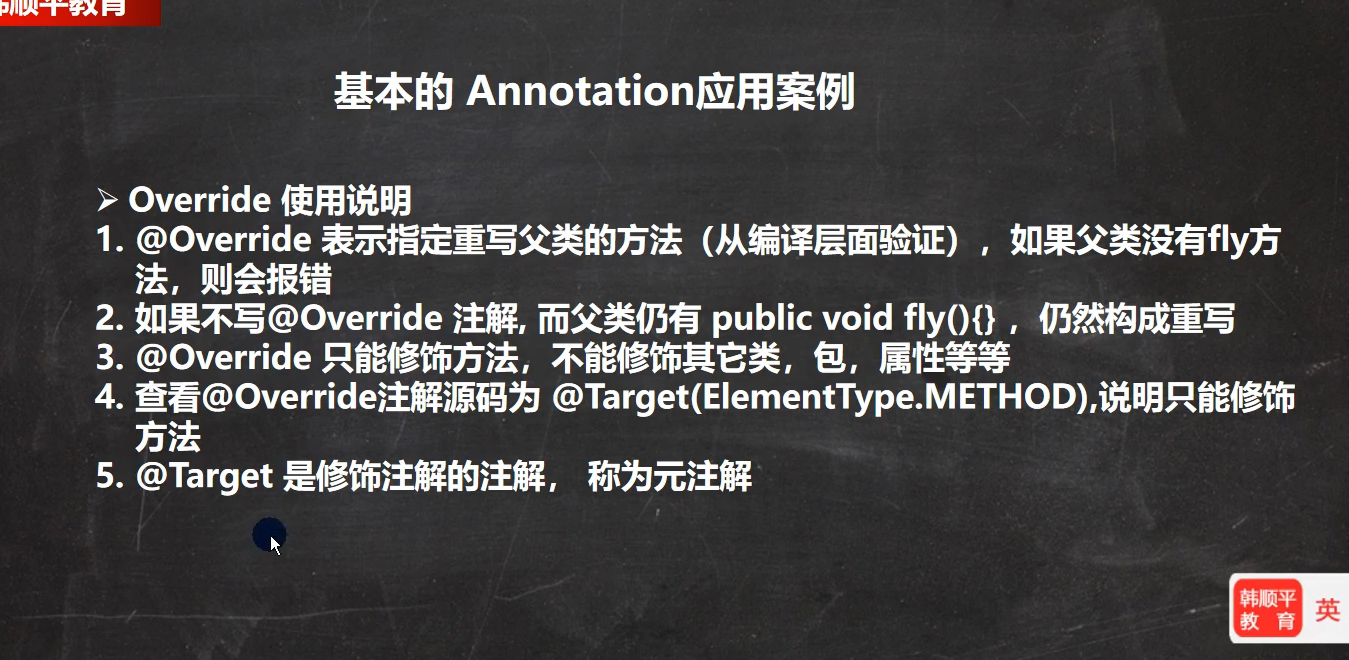 韩顺平教育
基本的 Annotation应用案例
➢ Override 使用说明
1. @Override 表示指定重写父类的方法（从编译层面验证），如果父类没有fly方
法，则会报错
2. 如果不写@Override 注解, 而父类仍有 public void fly(){} ，仍然构成重写
3. @Override 只能修饰方法，不能修饰其它类，包，属性等等
4. 查看@Override注解源码为 @Target(ElementType.METHOD),说明只能修饰
方法
5. @Target 是修饰注解的注解， 称为元注解
韩顺平
教 育
英